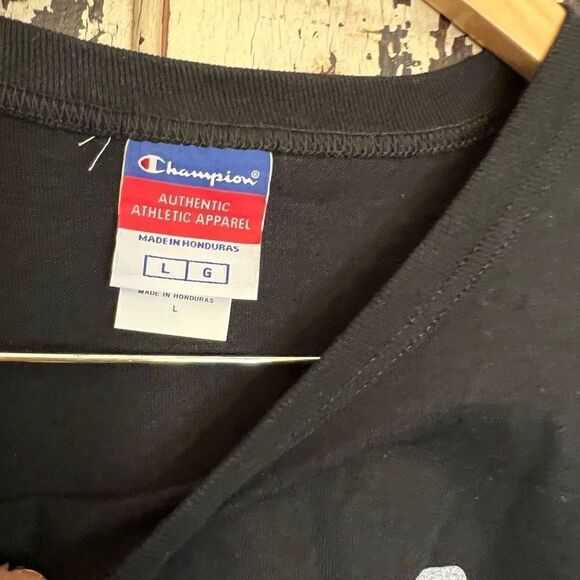 Champion®
AUTHENTIC
ATHLETIC APPAREL
MADE IN HONDURAS
L G
MADE IN HONDURAS
L